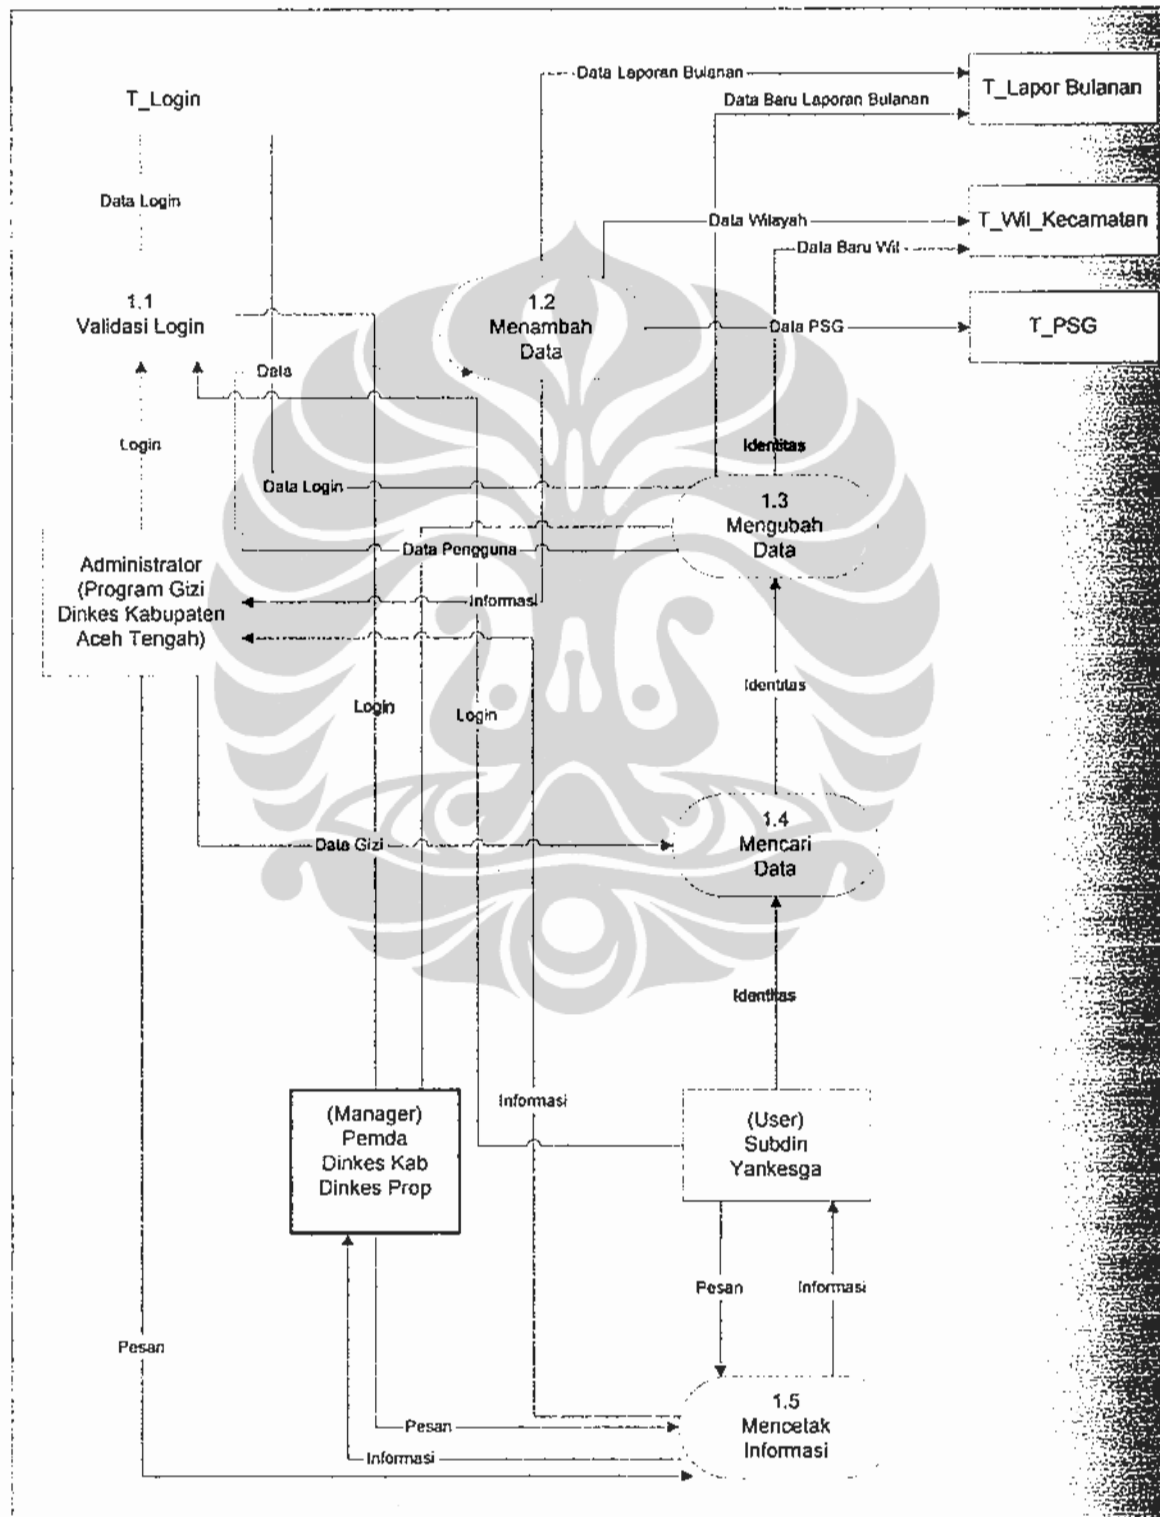 Data Laporan Bulanan
T_Lapor Bulanan
T_Login
Data Baru Laporan Bulanan
Data Login
Data Wilayah
T_Wil_Kecamatan
Data Baru Wil
1.1
Validasi Login
1.2
Menambah
Data
Data PSG
T_PSG
Data
Login
Identitas
Data Login
1.3
Mengubah
Data
Data Pengguna
Administrator
(Program Gizi
Dinkes Kabupaten
Aceh Tengah)
Informasi
Identitas
Login
Login
1.4
Mencari
Data
Data Gizi
Identitas
Informasi
(Manager)
Pemda
Dinkes Kab
Dinkes Prop
(User)
Subdin
Yankesga
Pesan
Informasi
Pesan
1.5
Mencetak
Informasi
Pesan
Informasi